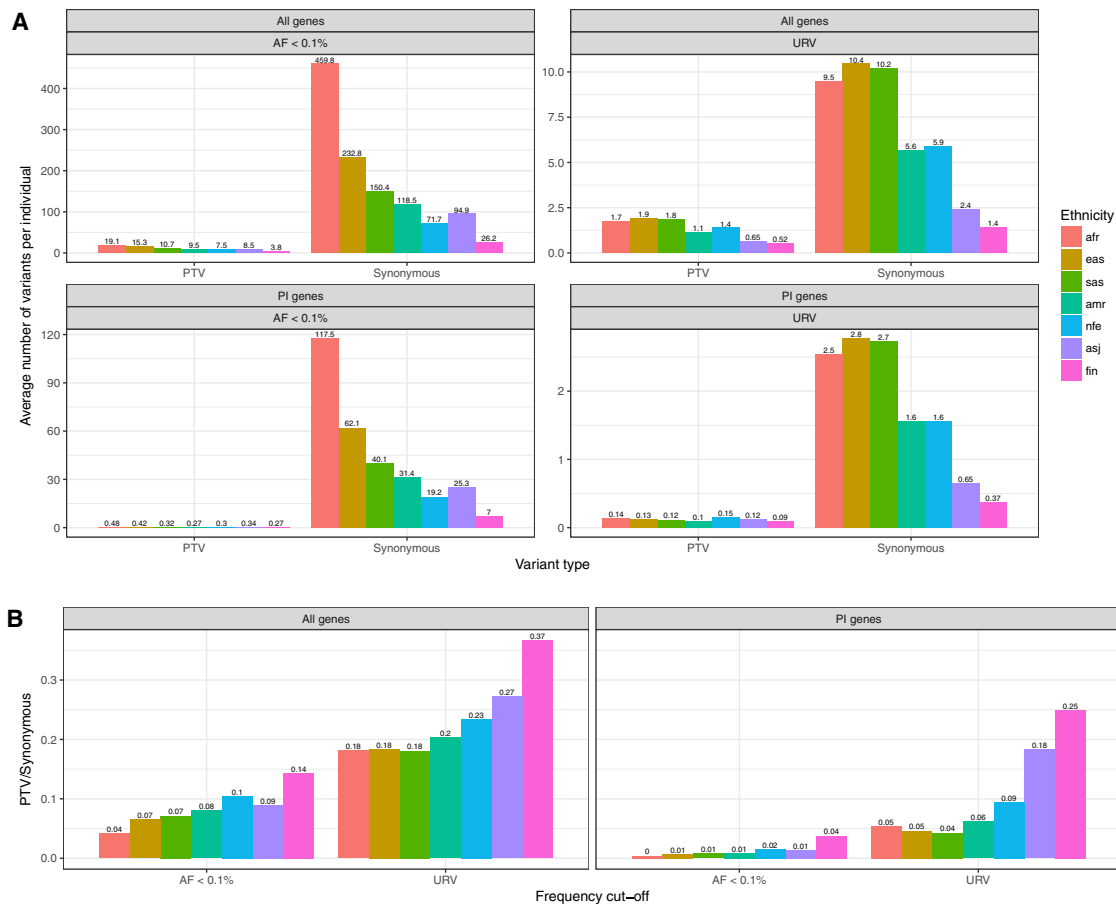 A
All genes
AF < 0.1%
All genes
URV
Average number of variants per individual
400
300
200
100
0
19.1 15.3 10.7 9.5 7.5 8.5 3.8
459.8 232.8 150.4 118.5 71.7 94.9 26.2
PTV Synonymous
10.0
7.5
5.0
2.5
0.0
1.7 1.9 1.8 1.1 1.4 0.65 0.52
9.5 10.4 10.2 5.6 5.9 2.4 1.4
PTV Synonymous
PI genes
AF < 0.1%
PI genes
URV
120
90
60
30
0
0.48 0.42 0.32 0.27 0.3 0.34 0.27
117.5 62.1 40.1 31.4 19.2 25.3 7
PTV Synonymous
2
1
0
0.14 0.13 0.12 0.1 0.15 0.12 0.09
2.5 2.8 2.7 1.6 1.6 0.65 0.37
PTV Synonymous
Variant type
Ethnicity
afr
eas
sas
amr
nfe
asj
fin
B
All genes
PI genes
PTV/Synonymous
0.3
0.2
0.1
0.0
0.04 0.07 0.07 0.08 0.1 0.09 0.14
0.18 0.18 0.18 0.2 0.23 0.27 0.37
AF < 0.1% URV
0 0.01 0.01 0.01 0.02 0.01 0.04
0.05 0.05 0.04 0.06 0.09 0.18 0.25
AF < 0.1% URV
Frequency cut−off